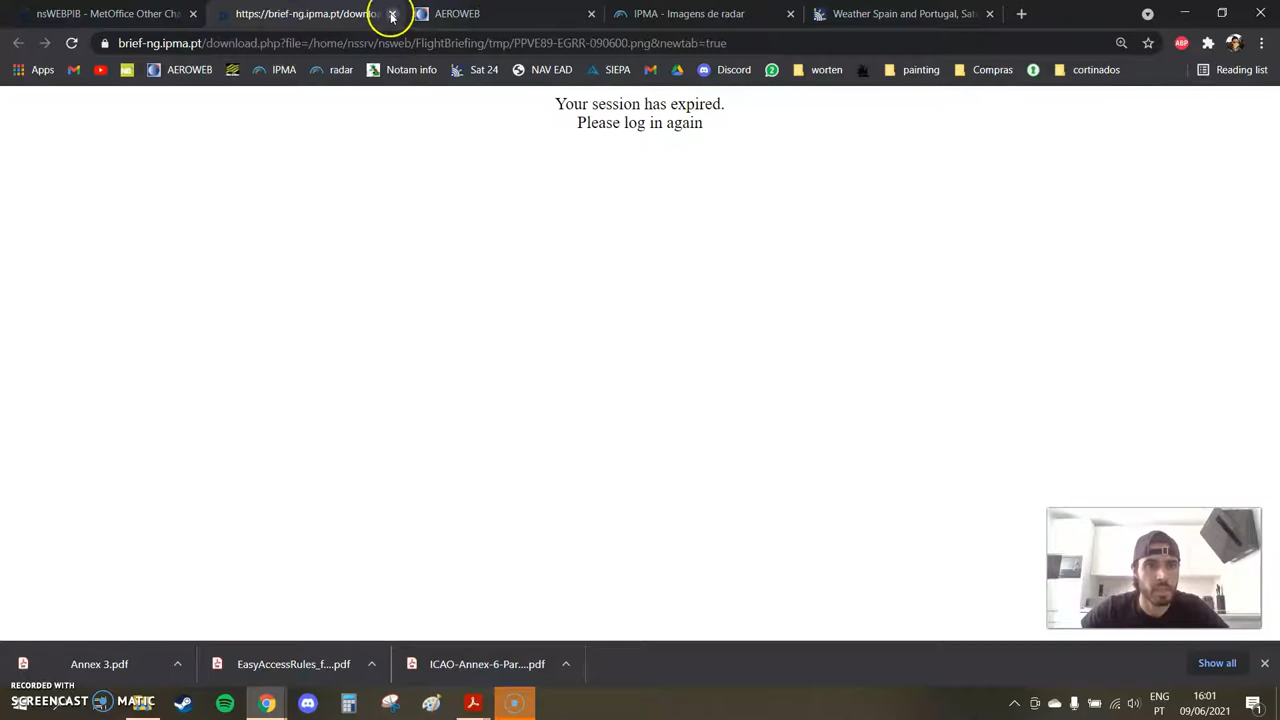 nsWEBPIB - MetOffice Other Cha
https://brief-ng.ipma.pt/downloa
AEROWEB
IPMA - Imagens de radar
Weather Spain and Portugal, Sate
brief-ng.ipma.pt/download.php?file=/home/nssrv/nsweb/FlightBriefing/tmp/PPVE89-EGRR-090600.png&newtab=true
ABP
Apps
AEROWEB
IPMA
radar
Notam info
Sat 24
NAV EAD
SIEPA
Discord
worten
painting
Compras
cortinados
Reading list
Your session has expired.
Please log in again
Annex 3.pdf
EasyAccessRules_f....pdf
ICAO-Annex-6-Par....pdf
Show all
RECORDED WITH
SCREENCAST MATIC
ENG
PT
16:01
09/06/2021